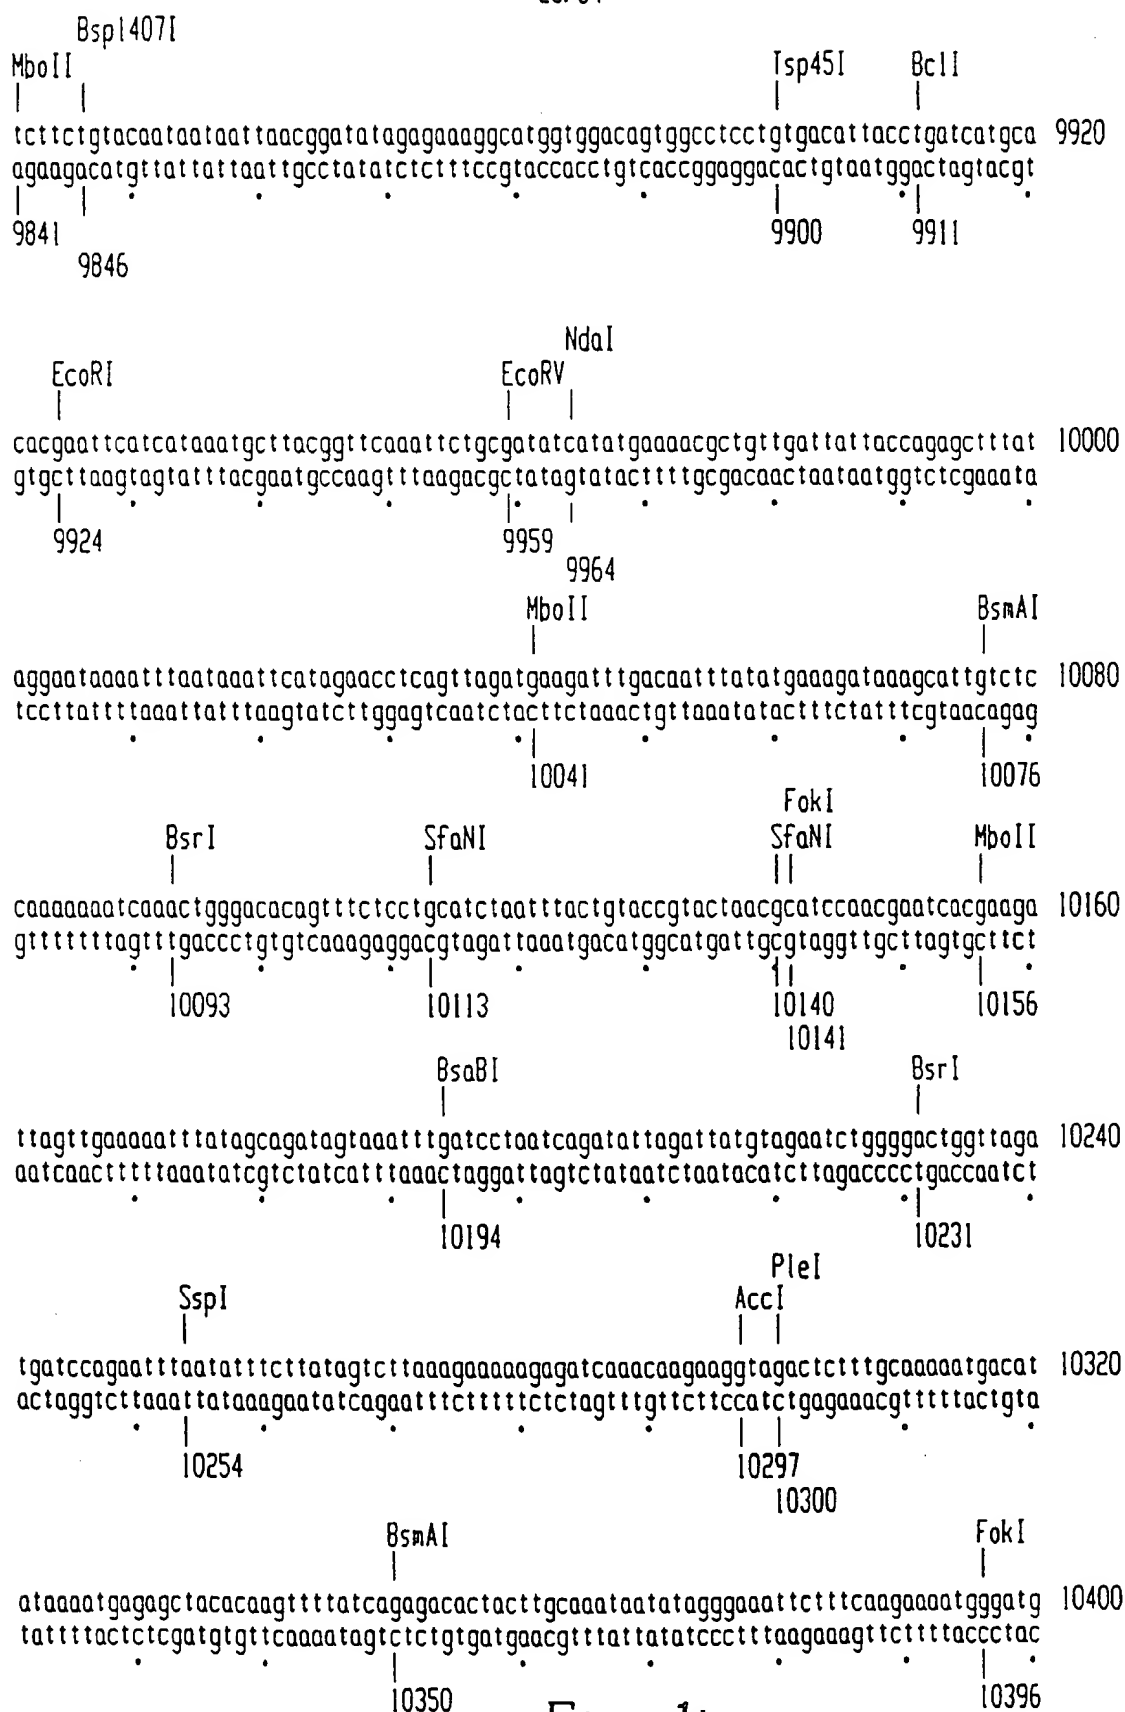 Bsp1407I
MboII Tsp45I BclI
tcttctgtacaataataattaacggatatagagaaaggcatggtggacagtggcctcctgtgacattacctgatcatgca 9920
agaagacatgttattattaattgcctatatctctttccgtaccacctgtcaccggaggacactgtaatggactagtacgt
9841 9900 9911
9846
NdaI
EcoRI EcoRV
cacgaattcatcataaatgcttacggttcaaattctgcgatatcatatgaaaacgctgttgattattaccagagctttat 10000
gtgcttaagtagtatttacgaatgccaagtttaagacgctatagtatacttttgcgacaactaataatggtctcgaaata
9924 9959
9964
MboII BsmAI
aggaataaaatttaataaattcatagaacctcagttagatgaagatttgacaatttatatgaaagataaagcattgtctc 10080
tccttattttaaattatttaagtatcttggagtcaatctacttctaaactgttaaatatactttctatttcgtaacagag
10041 10076
FokI
BsrI SfaNI SfaNI MboII
caaaaaaatcaaactgggacacagtttctcctgcatctaatttactgtaccgtactaacgcatccaacgaatcacgaaga 10160
gtttttttagtttgaccctgtgtcaaagaggacgtagattaaatgacatggcatgattgcgtaggttgcttagtgcttct
10093 10113 10140 10156
10141
BsaBI BsrI
ttagttgaaaaatttatagcagatagtaaatttgatcctaatcagatattagattatgtagaatctggggactggttaga 10240
aatcaactttttaaatatcgtctatcatttaaactaggattagtctataatctaatacatcttagacccctgaccaatct
10194 10231
PleI
SspI AccI
tgatccagaatttaatatttcttatagtcttaaagaaaaagagatcaaacaagaaggtagactctttgcaaaaatgacat 10320
actaggtcttaaattataaagaatatcagaatttctttttctctagtttgttcttccatctgagaaacgtttttactgta
10254 10297
10300
BsmAI FokI
ataaaatgagagctacacaagttttatcagagacactacttgcaaataatatagggaaattctttcaagaaaatgggatg 10400
tattttactctcgatgtgttcaaaatagtctctgtgatgaacgtttattatatccctttaagaaagttcttttaccctac
10350 10396